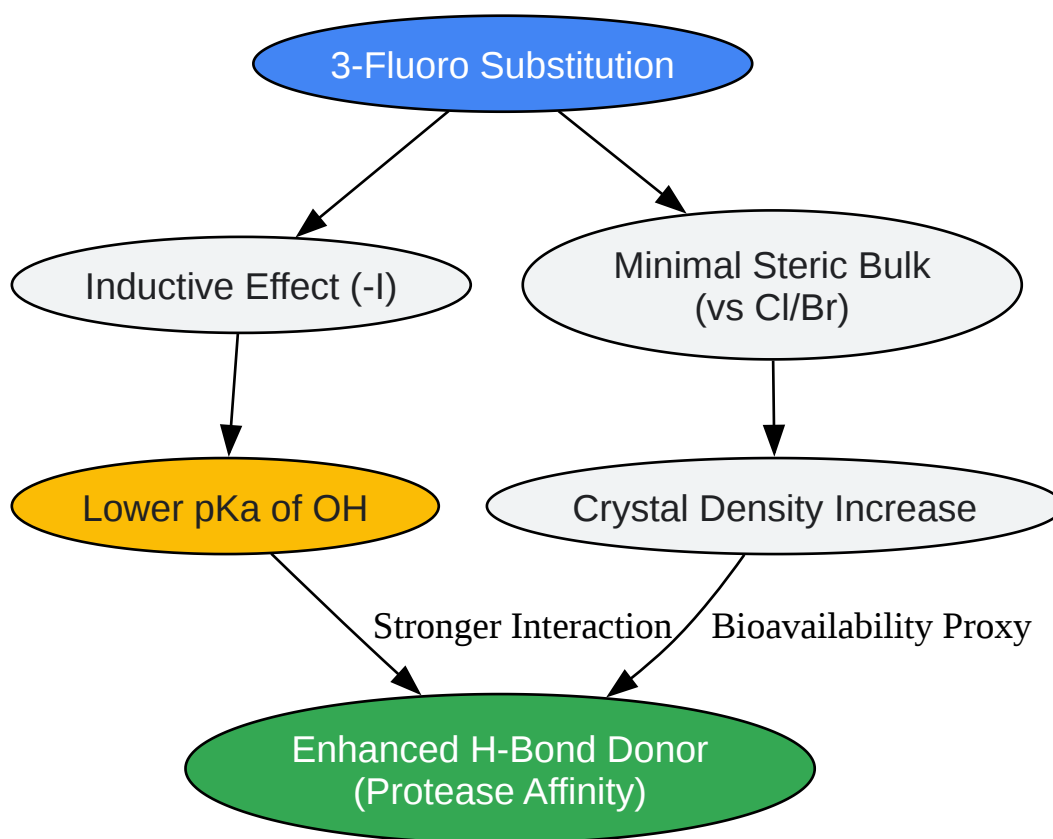 3-Fluoro Substitution
Inductive Effect (-I)
Minimal Steric Bulk
(vs Cl/Br)
Lower pKa of OH
Crystal Density Increase
Stronger Interaction
Bioavailability Proxy
Enhanced H-Bond Donor
(Protease Affinity)